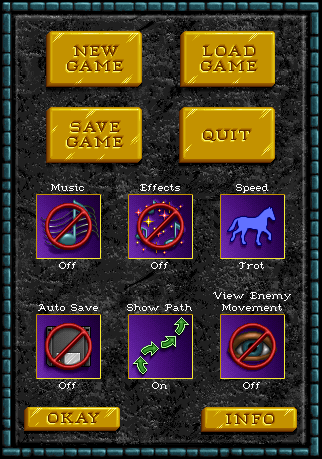 NEW
GAME
LOAD
GAME
SAVE
GAME
QUIT
Music
Effects
Speed
Off
Off
Trot
Auto Save
Show Path
View Enemy
Movement
Off
On
Off
OKAY
INFO